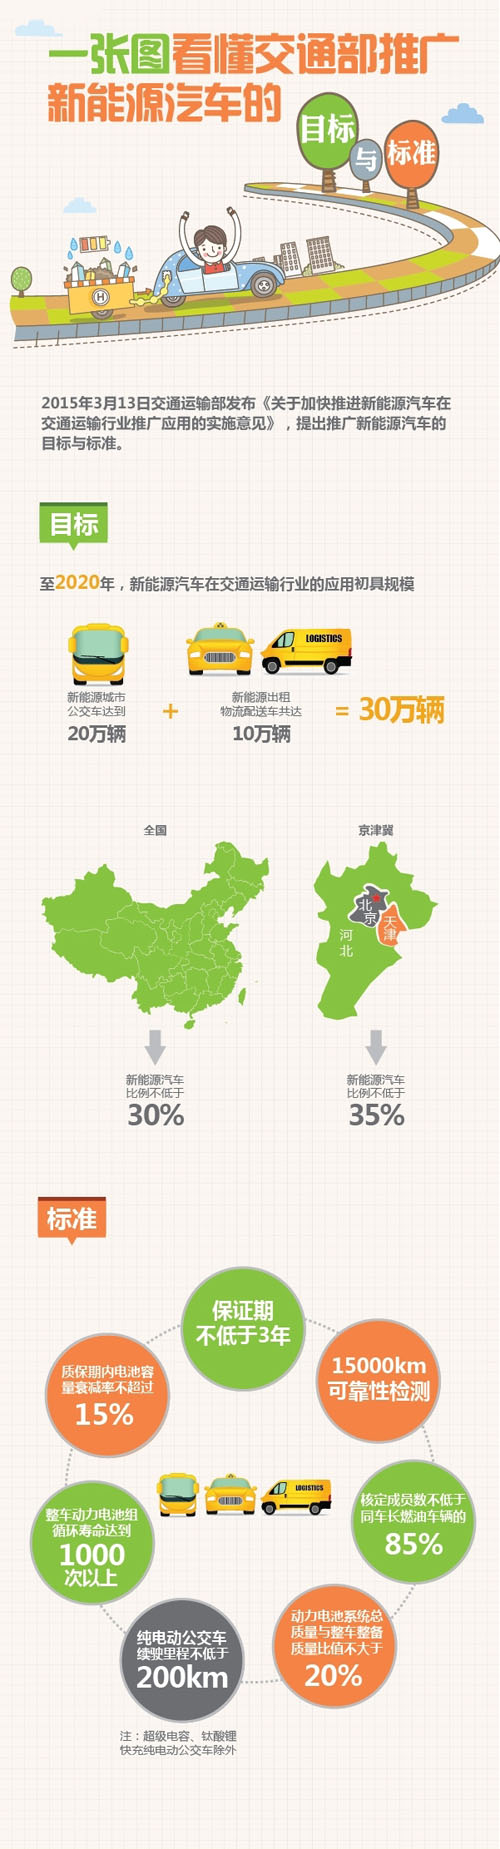 一张图看懂交通部推广
新能源汽车的
目标
与
标准
H
2015年3月13日交通运输部发布《关于加快推进新能源汽车在
交通运输行业推广应用的实施意见》，提出推广新能源汽车的
目标与标准。
目标
至2020年，新能源汽车在交通运输行业的应用初具规模
LOGISTICS
新能源城市
公交车达到
20万辆
+
新能源出租
物流配送车共达
10万辆
= 30万辆
全国
京津冀
北京
天津
河北
新能源汽车
比例不低于
30%
新能源汽车
比例不低于
35%
标准
保证期
不低于3年
质保期内电池容
量衰减率不超过
15%
15000km
可靠性检测
LOGISTICS
整车动力电池组
循环寿命达到
1000
次以上
核定成员数不低于
同车长燃油车辆的
85%
纯电动公交车
续驶里程不低于
200km
动力电池系统总
质量与整车整备
质量比值不大于
20%
注：超级电容、钛酸锂
快充纯电动公交车除外